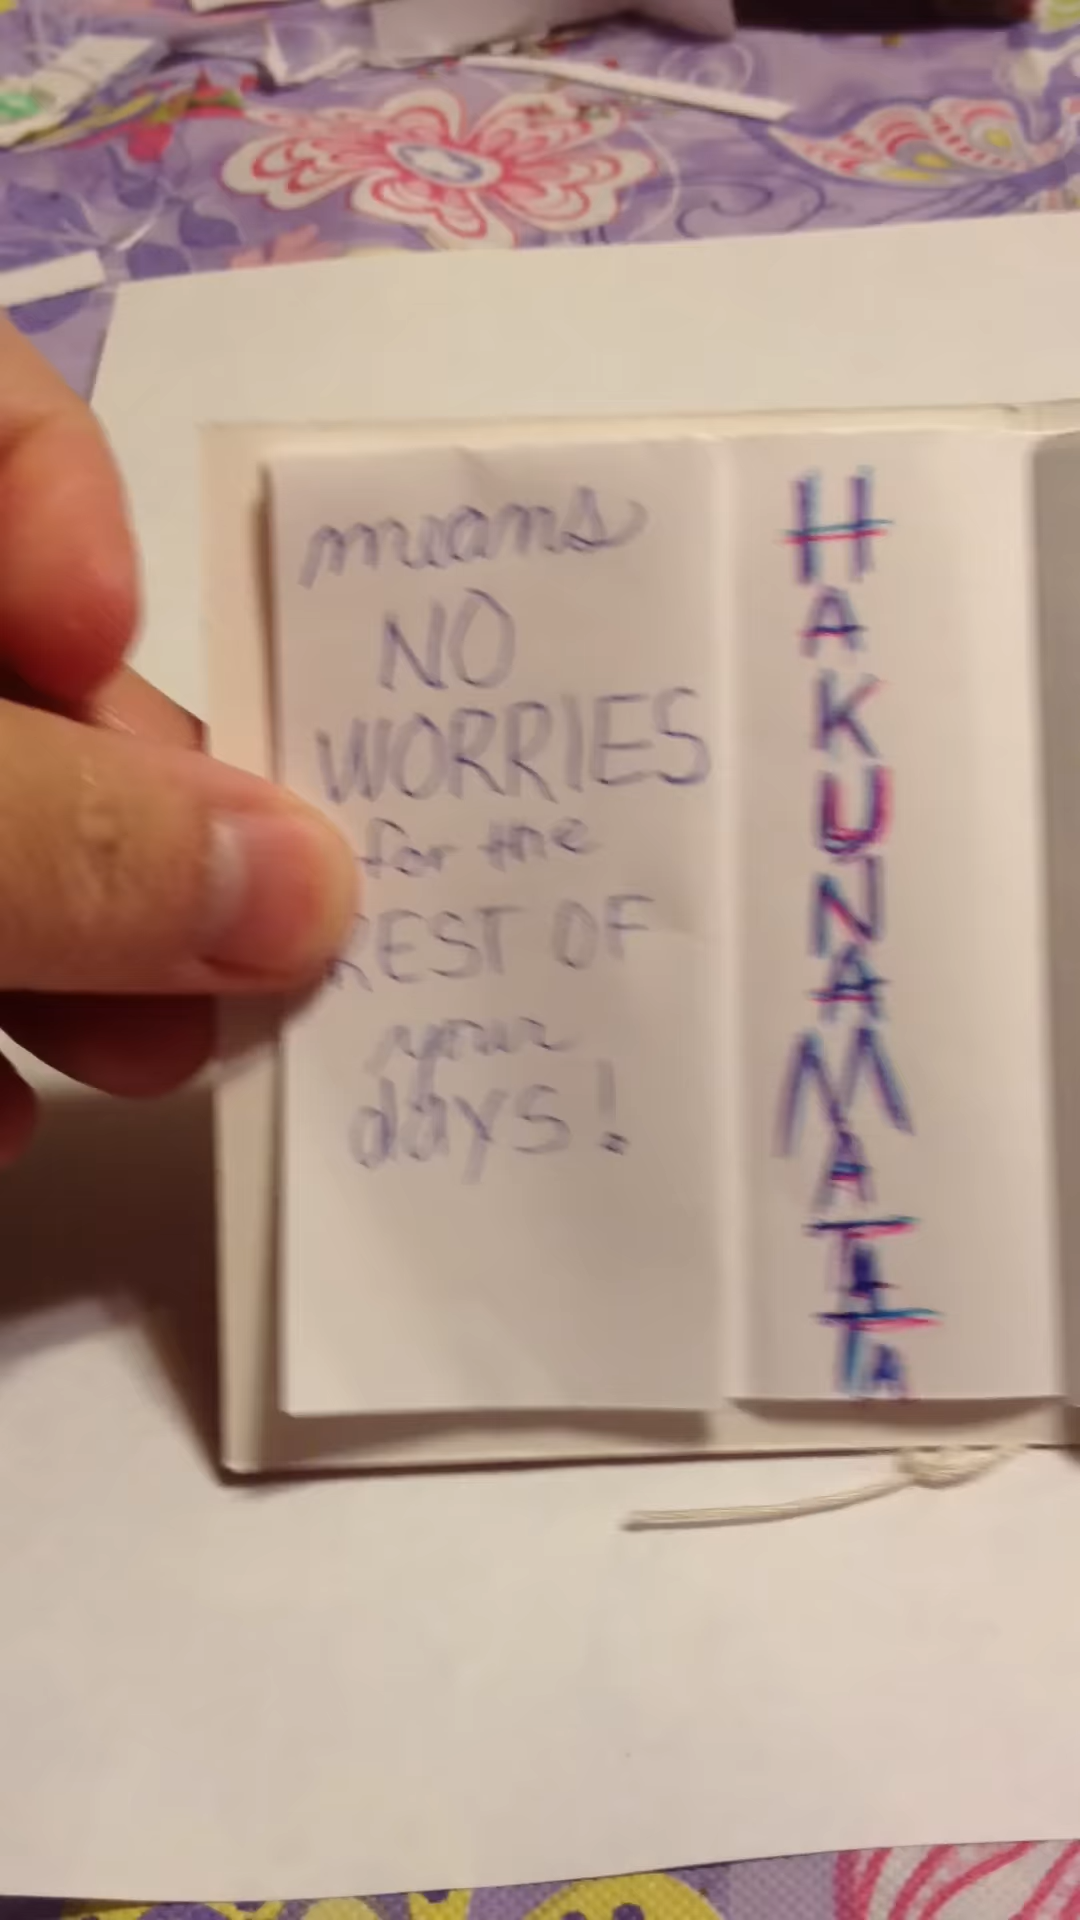 means
NO
WORRIES
for the
REST OF
your
days!
HAKUNA MATATA